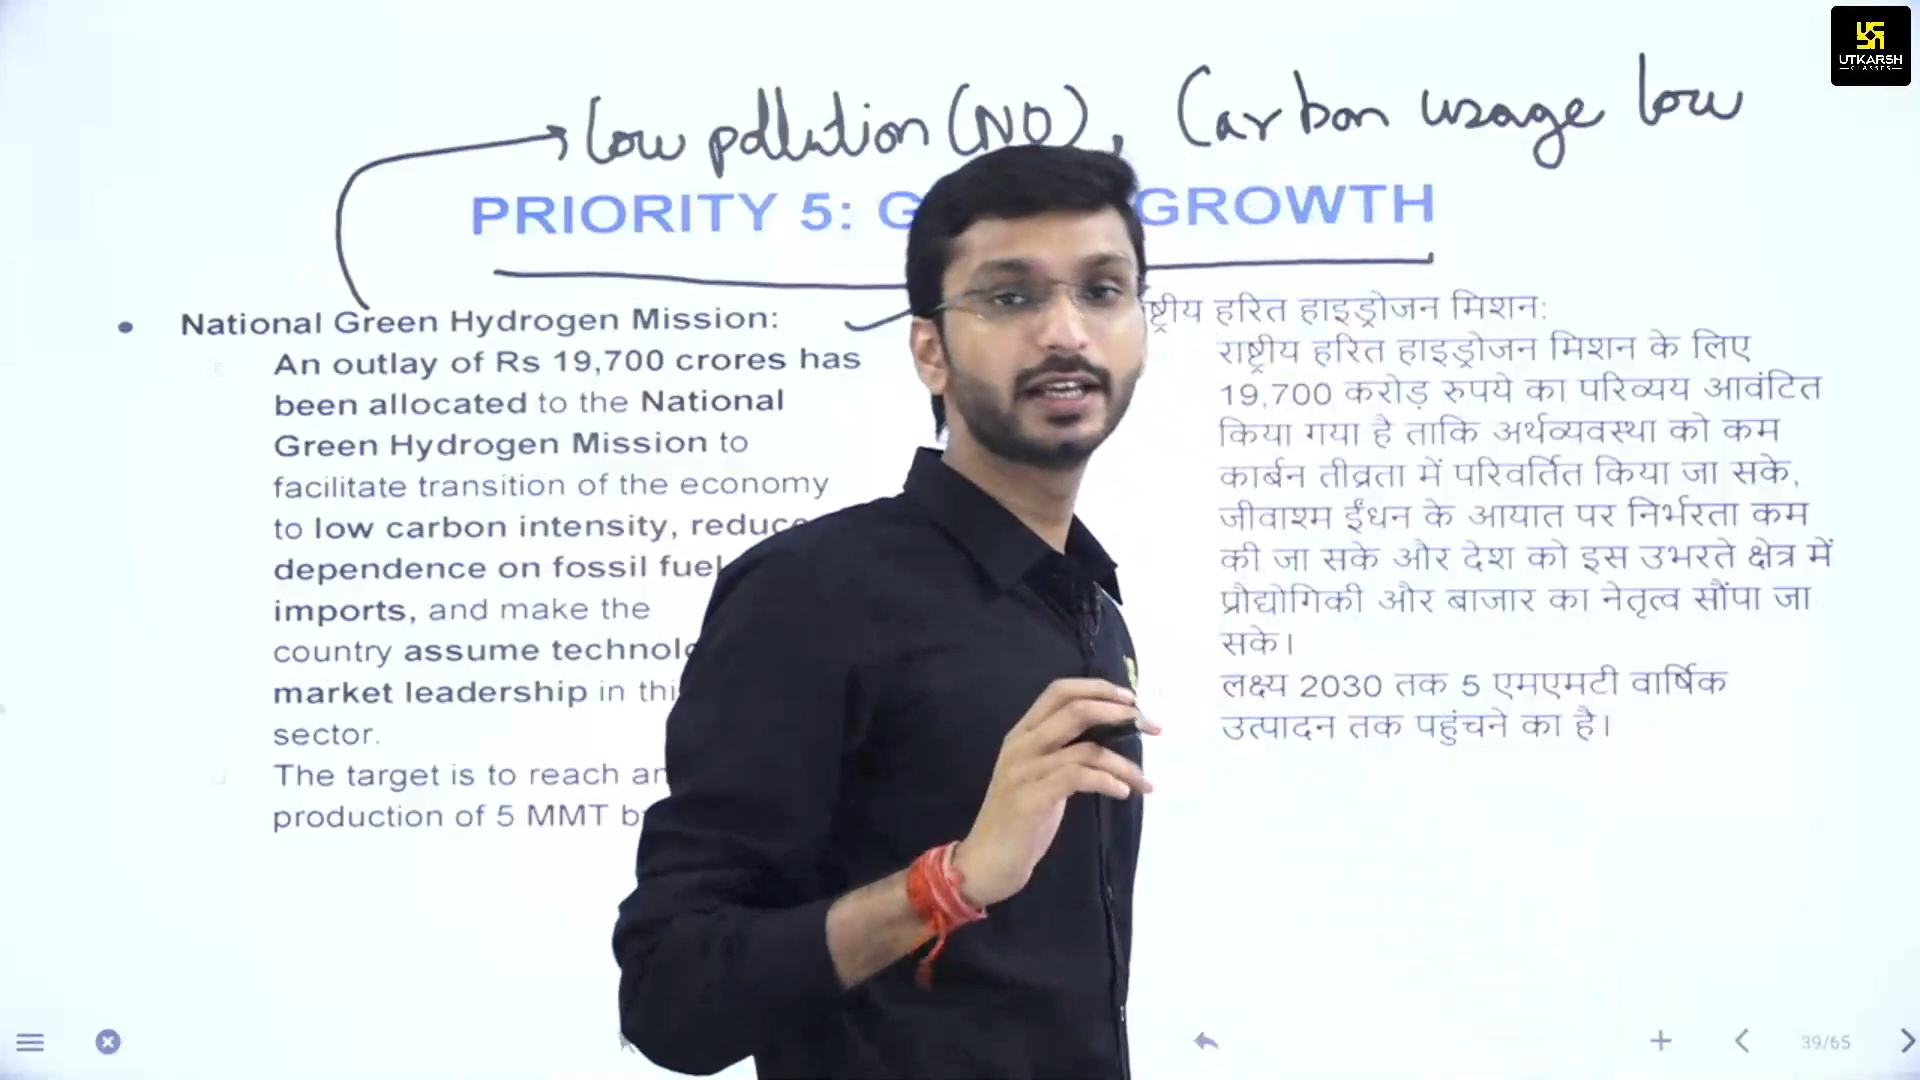 UTKARSH
CLASSES
Low pollution (NO), Carbon usage low
PRIORITY 5: GROWTH
National Green Hydrogen Mission:
An outlay of Rs 19,700 crores has
been allocated to the National
Green Hydrogen Mission to
facilitate transition of the economy
to low carbon intensity, reduce
dependence on fossil fuel
imports, and make the
country assume technol
market leadership in thi
sector.
The target is to reach an
production of 5 MMT b
ष्ट्रीय हरित हाइड्रोजन मिशन:
राष्ट्रीय हरित हाइड्रोजन मिशन के लिए
19,700 करोड़ रुपये का परिव्यय आवंटित
किया गया है ताकि अर्थव्यवस्था को कम
कार्बन तीव्रता में परिवर्तित किया जा सके,
जीवाश्म ईंधन के आयात पर निर्भरता कम
की जा सके और देश को इस उभरते क्षेत्र में
प्रौद्योगिकी और बाजार का नेतृत्व सौंपा जा
सके।
लक्ष्य 2030 तक 5 एमएमटी वार्षिक
उत्पादन तक पहुंचने का है।
39/65